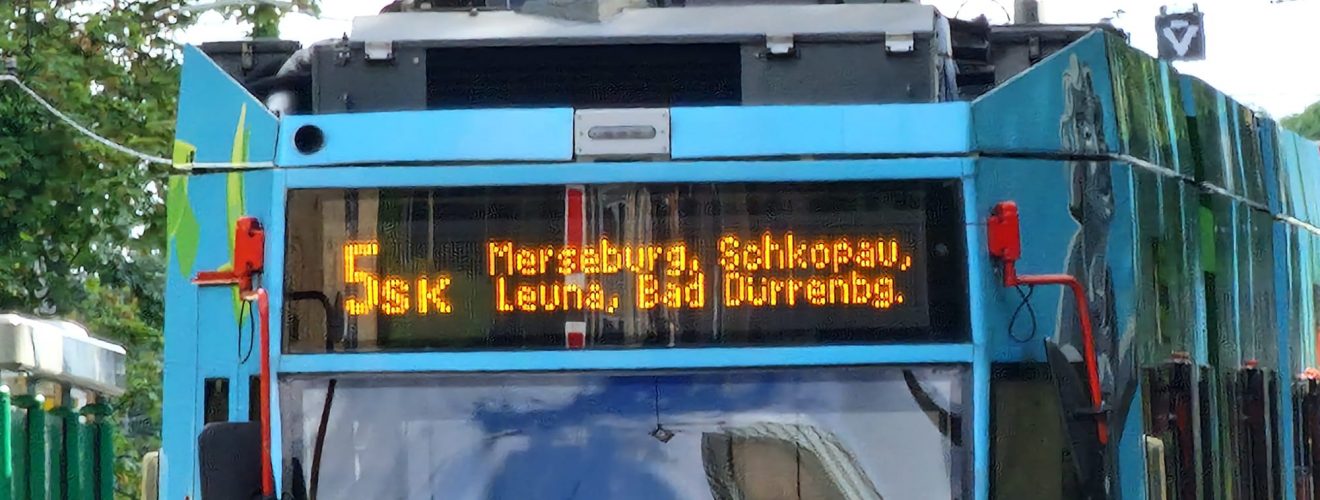 5SK
Merseburg, Schkopau,
Leuna, Bad Dürrenbg.